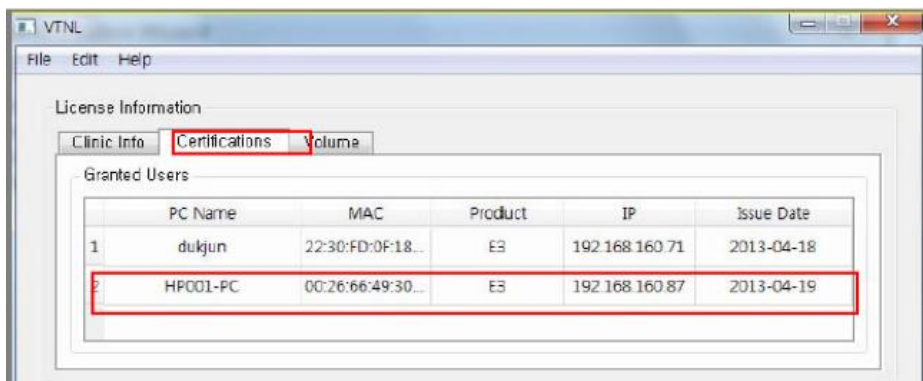 VTNL
File Edit Help
License Information
Clinic Info Certifications Volume
Granted Users
PC Name MAC Product IP Issue Date
1 dukjun 22:30:FD:0F:18... E3 192.168.160.71 2013-04-18
2 HP001-PC 00:26:66:49:30... E3 192.168.160.87 2013-04-19